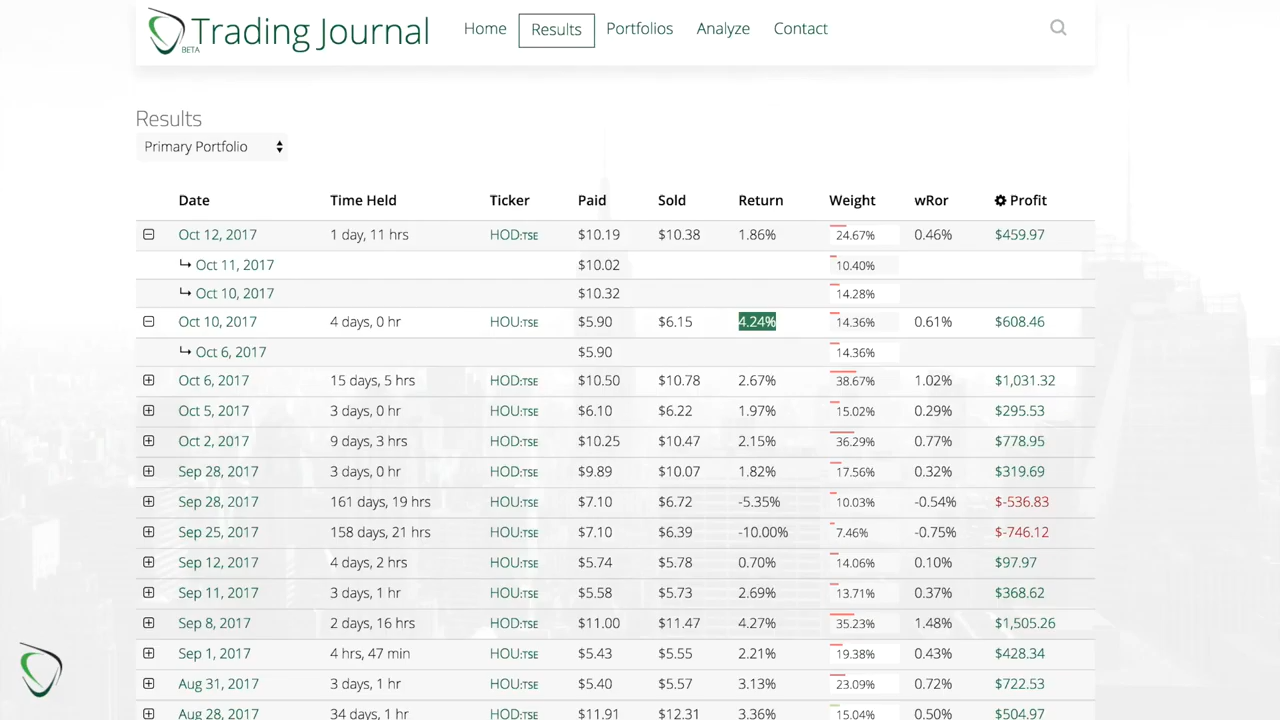 Trading Journal
BETA
Home Results Portfolios Analyze Contact
Results
Primary Portfolio
Date Time Held Ticker Paid Sold Return Weight wRor Profit
Oct 12, 2017 1 day, 11 hrs HOD:TSE $10.19 $10.38 1.86% 24.67% 0.46% $459.97
Oct 11, 2017 $10.02 10.40%
Oct 10, 2017 $10.32 14.28%
Oct 10, 2017 4 days, 0 hr HOU:TSE $5.90 $6.15 4.24% 14.36% 0.61% $608.46
Oct 6, 2017 $5.90 14.36%
Oct 6, 2017 15 days, 5 hrs HOD:TSE $10.50 $10.78 2.67% 38.67% 1.02% $1,031.32
Oct 5, 2017 3 days, 0 hr HOU:TSE $6.10 $6.22 1.97% 15.02% 0.29% $295.53
Oct 2, 2017 9 days, 3 hrs HOD:TSE $10.25 $10.47 2.15% 36.29% 0.77% $778.95
Sep 28, 2017 3 days, 0 hr HOD:TSE $9.89 $10.07 1.82% 17.56% 0.32% $319.69
Sep 28, 2017 161 days, 19 hrs HOU:TSE $7.10 $6.72 -5.35% 10.03% -0.54% $-536.83
Sep 25, 2017 158 days, 21 hrs HOU:TSE $7.10 $6.39 -10.00% 7.46% -0.75% $-746.12
Sep 12, 2017 4 days, 2 hrs HOU:TSE $5.74 $5.78 0.70% 14.06% 0.10% $97.97
Sep 11, 2017 3 days, 1 hr HOU:TSE $5.58 $5.73 2.69% 13.71% 0.37% $368.62
Sep 8, 2017 2 days, 16 hrs HOD:TSE $11.00 $11.47 4.27% 35.23% 1.48% $1,505.26
Sep 1, 2017 4 hrs, 47 min HOU:TSE $5.43 $5.55 2.21% 19.38% 0.43% $428.34
Aug 31, 2017 3 days, 1 hr HOU:TSE $5.40 $5.57 3.13% 23.09% 0.72% $722.53
Aug 28, 2017 34 days, 1 hr HOD:TSE $11.91 $12.31 3.36% 15.04% 0.50% $504.97